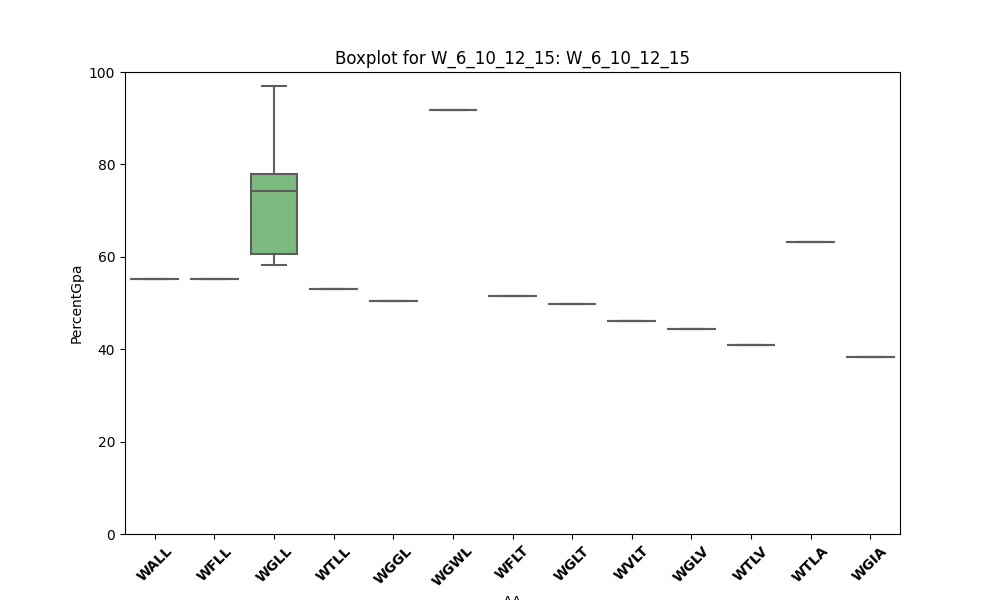 Boxplot for W_6_10_12_15: W_6_10_12_15
PercentGpa
100
80
60
40
20
0
WALL
WFLL
WGLL
WTLL
WGGL
WGWL
WFLT
WGLT
WVLT
WGLV
WTLV
WTLA
WGIA
AA